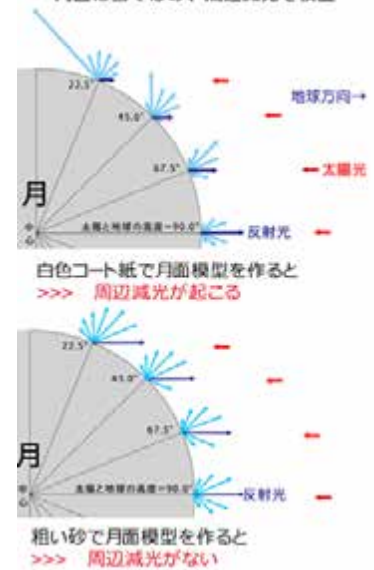 22.5°
地球方向→
45.0°
67.5°
太陽光
月
中心
太陽と地球の高度=90.0°
反射光
白色コート紙で月面模型を作ると
>>> 周辺減光が起こる
22.5°
45.0°
67.5°
月
中心
太陽と地球の高度=90.0°
反射光
粗い砂で月面模型を作ると
>>> 周辺減光がない